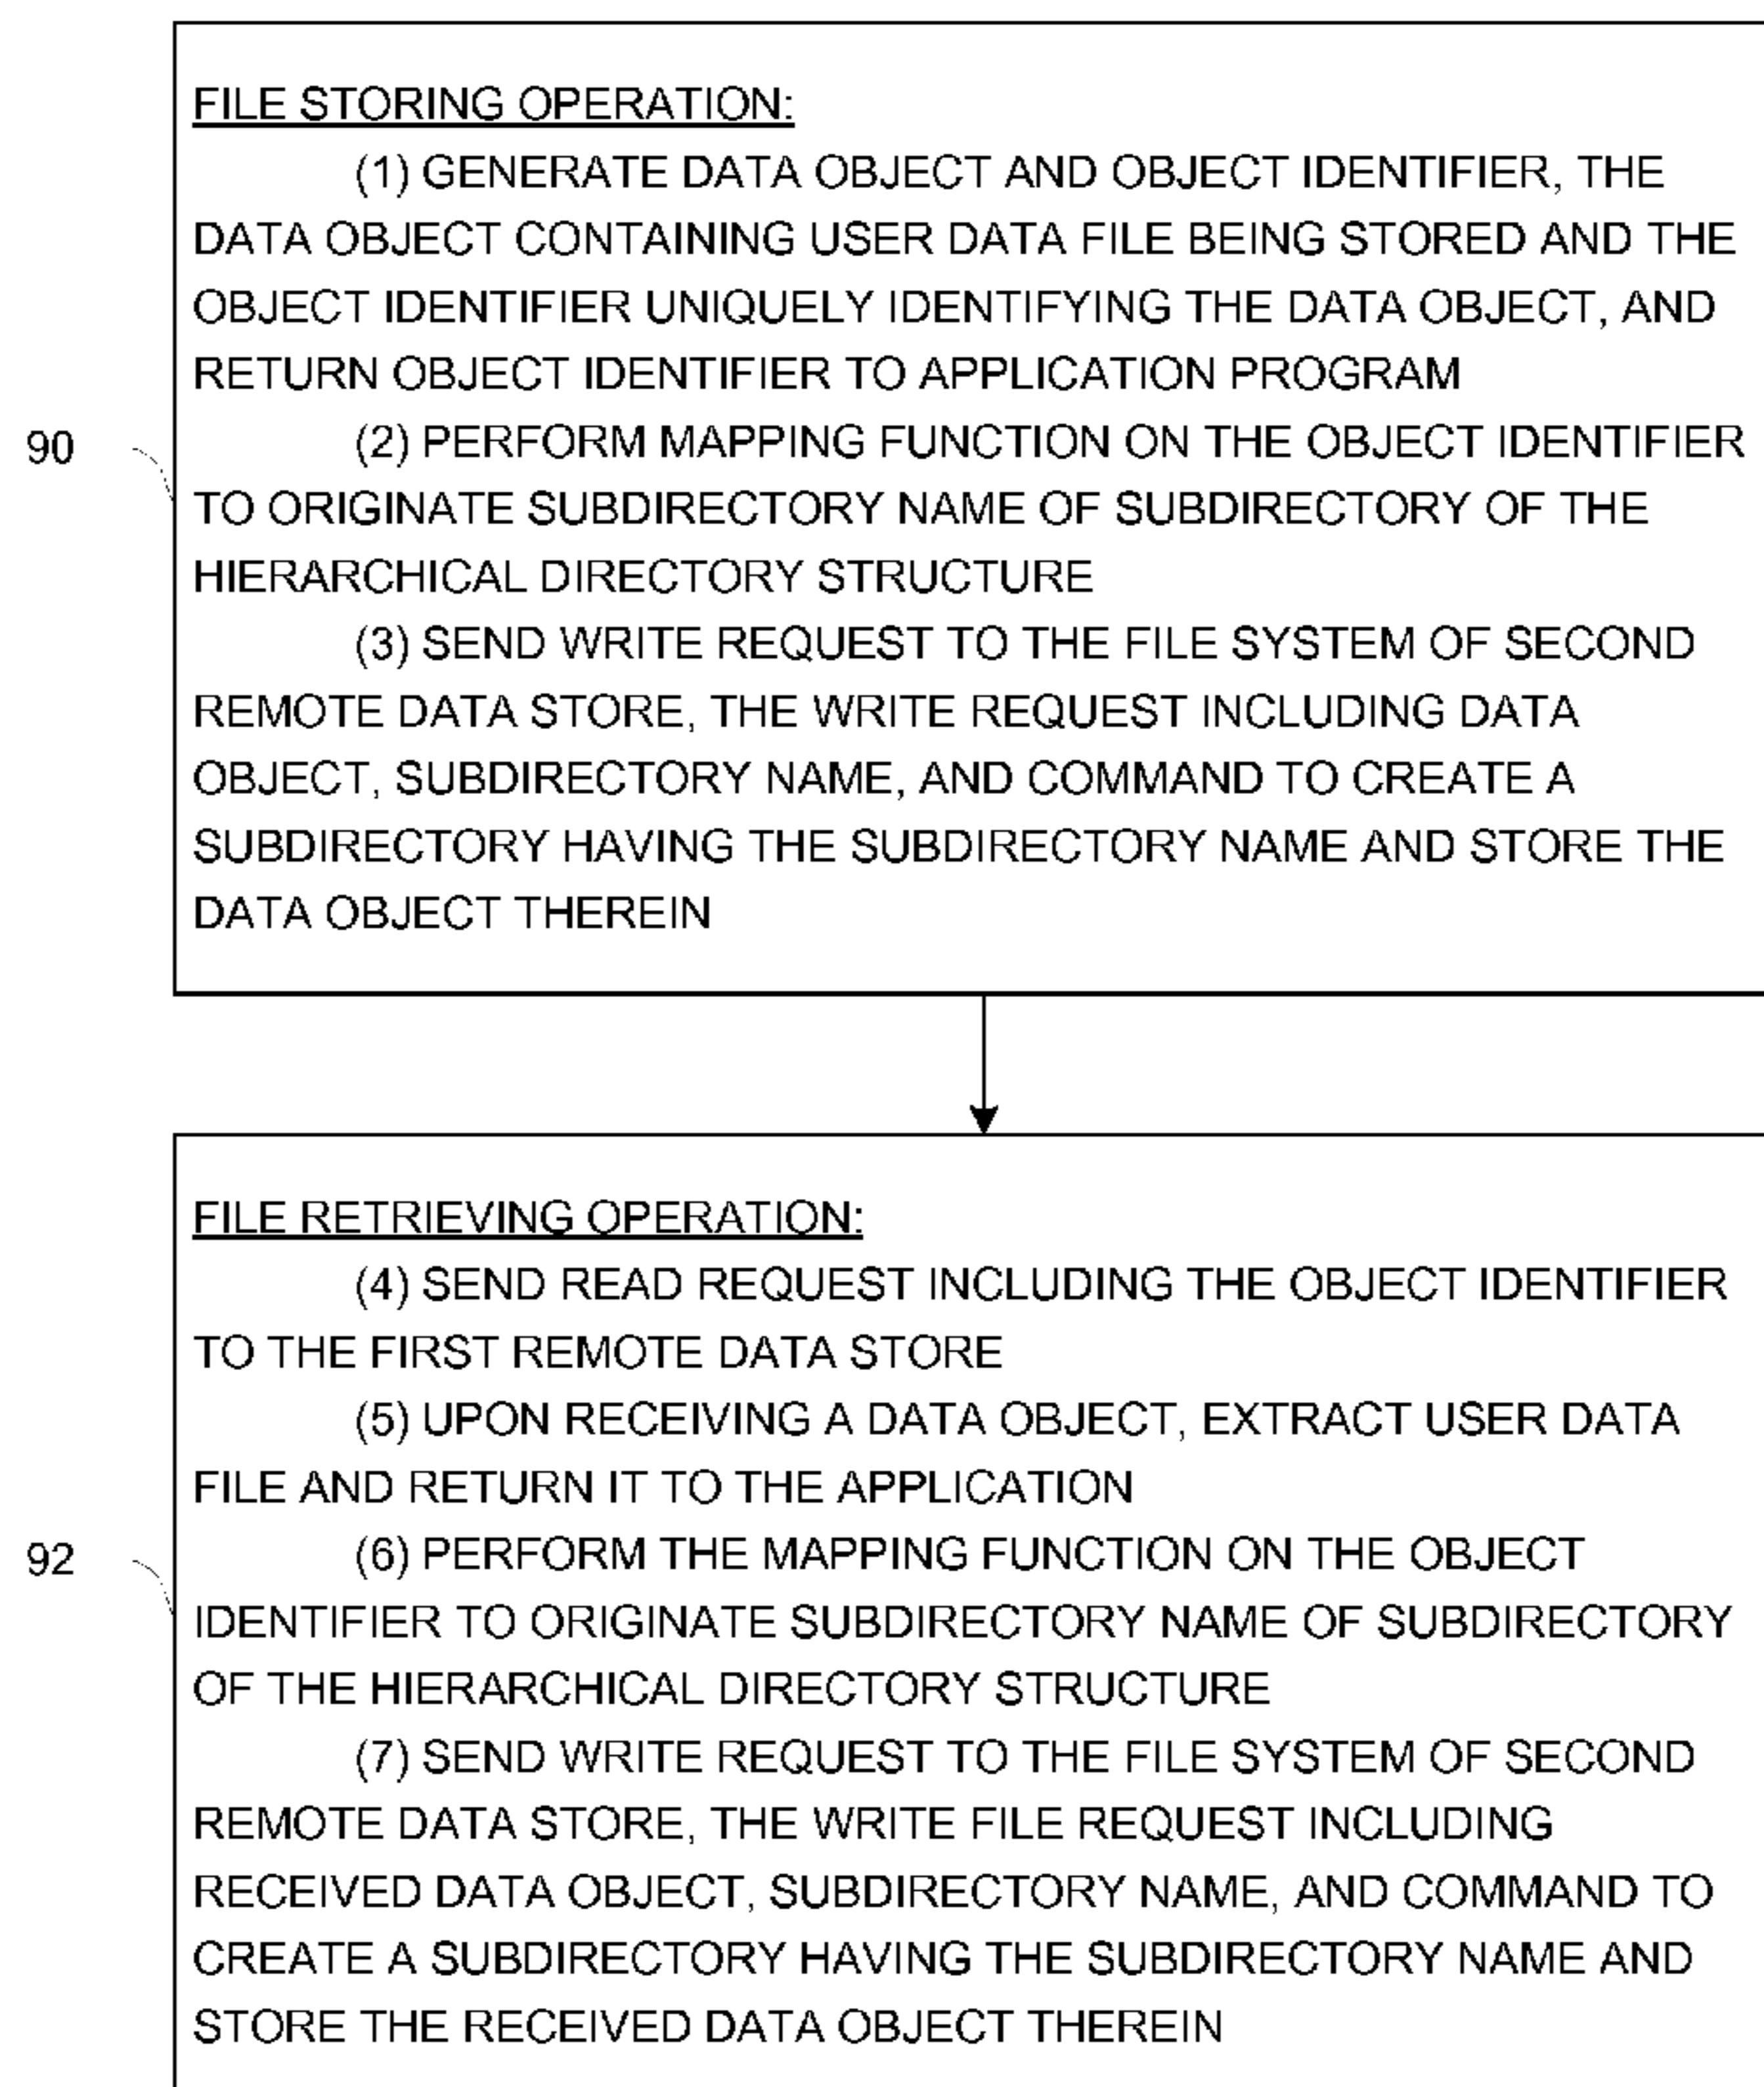 FILE STORING OPERATION:
(1) GENERATE DATA OBJECT AND OBJECT IDENTIFIER, THE
DATA OBJECT CONTAINING USER DATA FILE BEING STORED AND THE
OBJECT IDENTIFIER UNIQUELY IDENTIFYING THE DATA OBJECT, AND
RETURN OBJECT IDENTIFIER TO APPLICATION PROGRAM
90
(2) PERFORM MAPPING FUNCTION ON THE OBJECT IDENTIFIER
TO ORIGINATE SUBDIRECTORY NAME OF SUBDIRECTORY OF THE
HIERARCHICAL DIRECTORY STRUCTURE
(3) SEND WRITE REQUEST TO THE FILE SYSTEM OF SECOND
REMOTE DATA STORE, THE WRITE REQUEST INCLUDING DATA
OBJECT, SUBDIRECTORY NAME, AND COMMAND TO CREATE A
SUBDIRECTORY HAVING THE SUBDIRECTORY NAME AND STORE THE
DATA OBJECT THEREIN
FILE RETRIEVING OPERATION:
(4) SEND READ REQUEST INCLUDING THE OBJECT IDENTIFIER
TO THE FIRST REMOTE DATA STORE
(5) UPON RECEIVING A DATA OBJECT, EXTRACT USER DATA
FILE AND RETURN IT TO THE APPLICATION
92
(6) PERFORM THE MAPPING FUNCTION ON THE OBJECT
IDENTIFIER TO ORIGINATE SUBDIRECTORY NAME OF SUBDIRECTORY
OF THE HIERARCHICAL DIRECTORY STRUCTURE
(7) SEND WRITE REQUEST TO THE FILE SYSTEM OF SECOND
REMOTE DATA STORE, THE WRITE FILE REQUEST INCLUDING
RECEIVED DATA OBJECT, SUBDIRECTORY NAME, AND COMMAND TO
CREATE A SUBDIRECTORY HAVING THE SUBDIRECTORY NAME AND
STORE THE RECEIVED DATA OBJECT THEREIN